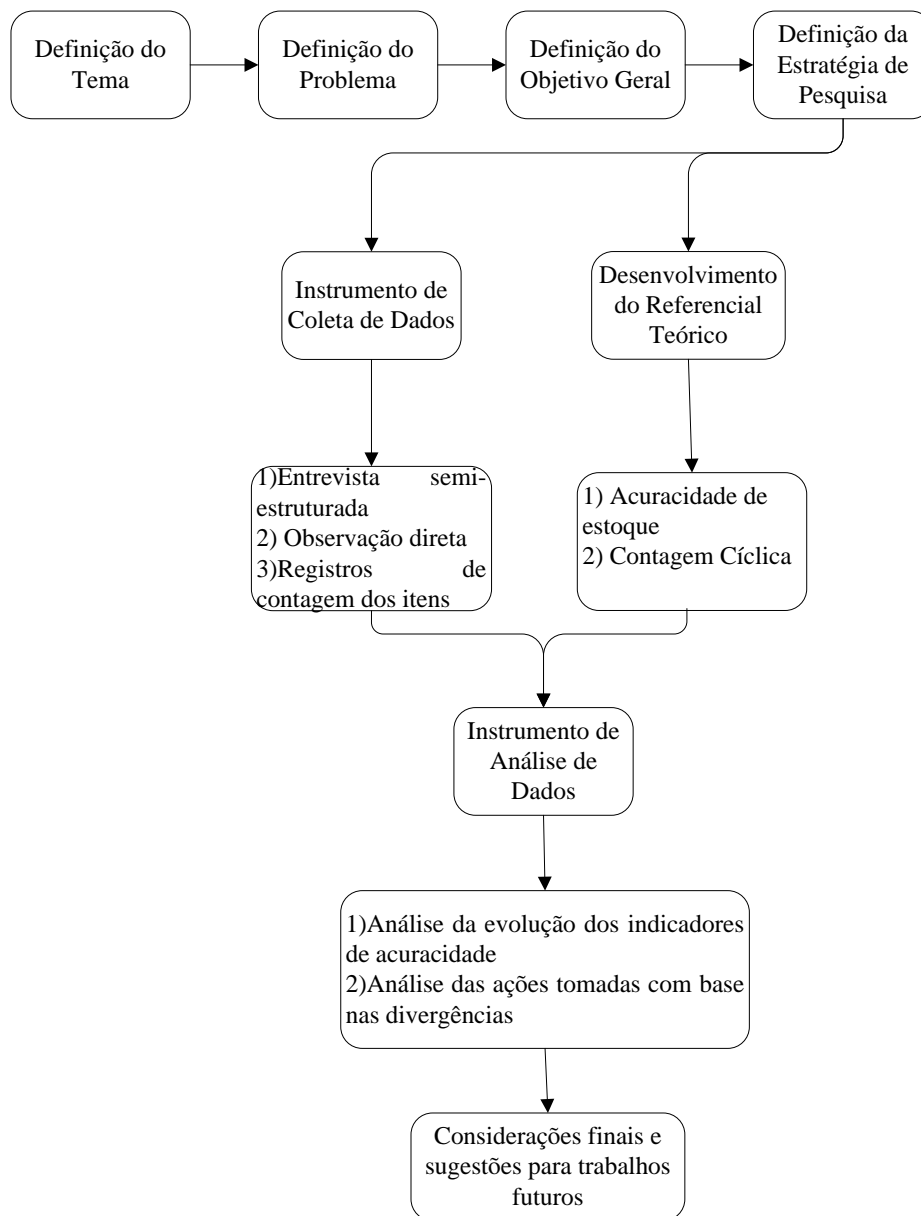 Definição do
Tema
Definição do
Problema
Definição do
Objetivo Geral
Definição da
Estratégia de
Pesquisa
Instrumento de
Coleta de Dados
Desenvolvimento
do Referencial
Teórico
1)Entrevista semi-
estruturada
2) Observação direta
3)Registros de
contagem dos itens
1) Acuracidade de
estoque
2) Contagem Cíclica
Instrumento de
Análise de
Dados
1)Análise da evolução dos indicadores
de acuracidade
2)Análise das ações tomadas com base
nas divergências
Considerações finais e
sugestões para trabalhos
futuros